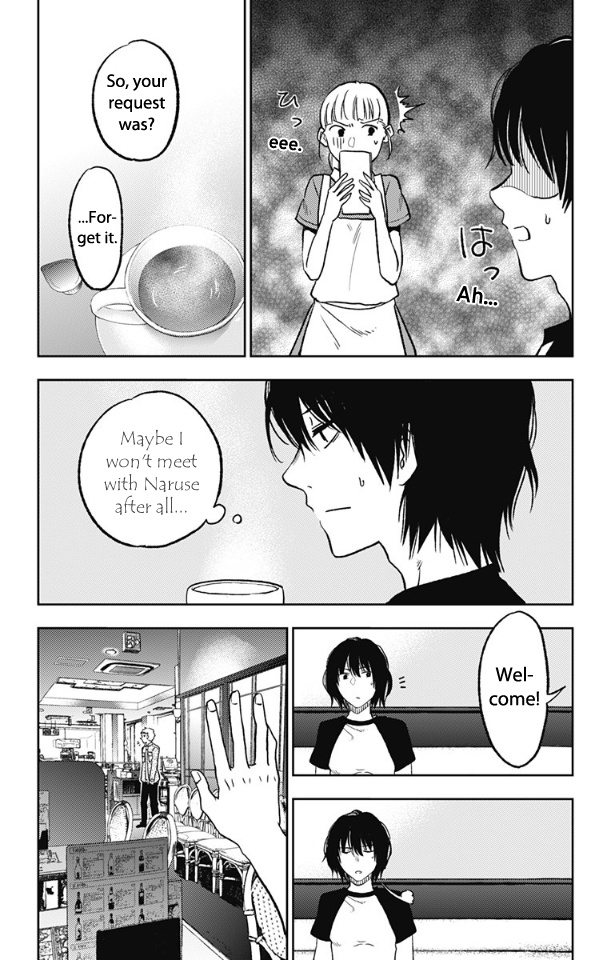 ひっ
eee.
はっ
Ah...
So, your
request
was?
...For-
get it.
Maybe I
won't meet
with Naruse
after all...
Wel-
come!